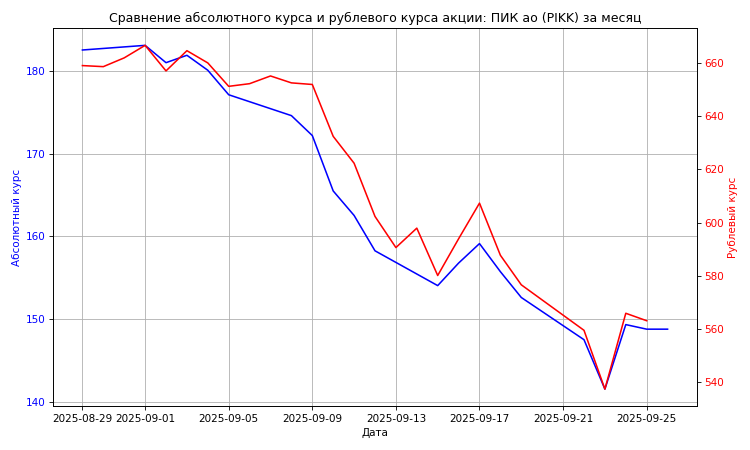 Сравнение абсолютного курса и рублевого курса акции: ПИК ао (PIKK) за месяц
180
170
160
150
140
Абсолютный курс
660
640
620
600
580
560
540
Рублевый курс
2025-08-29 2025-09-01 2025-09-05 2025-09-09 2025-09-13 2025-09-17 2025-09-21 2025-09-25
Дата